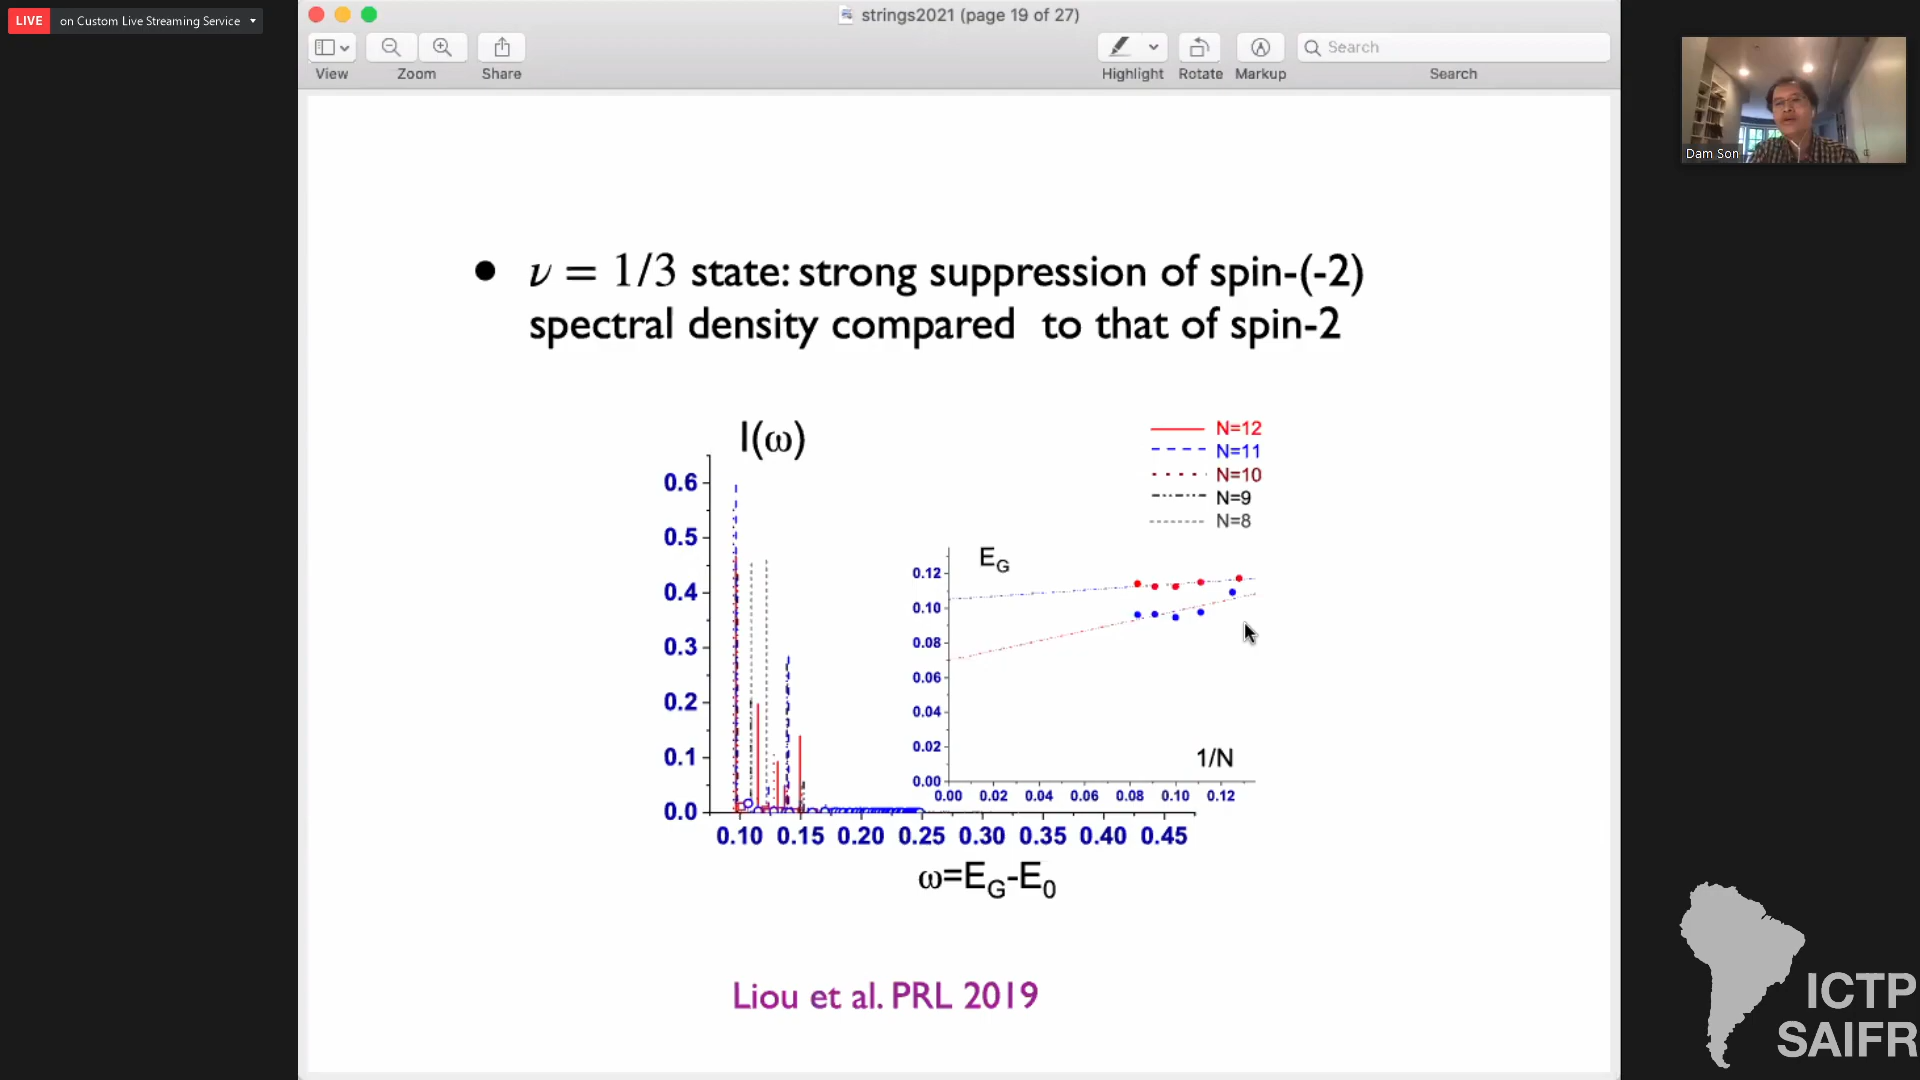 LIVE on Custom Live Streaming Service
strings2021 (page 19 of 27)
View
Zoom
Share
Highlight
Rotate
Markup
Search
Search
Dam Son
• ν = 1/3 state: strong suppression of spin-(-2)
spectral density compared to that of spin-2
I(ω)
0.6
0.5
0.4
0.3
0.2
0.1
0.0
0.10 0.15 0.20 0.25 0.30 0.35 0.40 0.45
ω=E_G-E_0
N=12
N=11
N=10
N=9
N=8
E_G
0.12
0.10
0.08
0.06
0.04
0.02
0.00
1/N
0.00 0.02 0.04 0.06 0.08 0.10 0.12
Liou et al. PRL 2019
ICTP
SAIFR